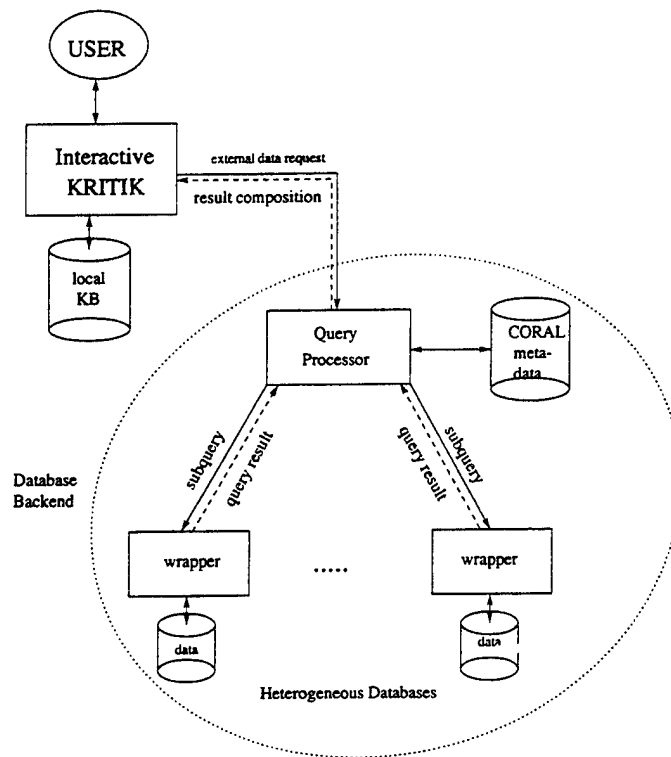 USER
Interactive
KRITIK
external data request
result composition
local
KB
Query
Processor
CORAL
meta-
data
subquery
query result
query result
subquery
Database
Backend
wrapper
.....
wrapper
data
data
Heterogeneous Databases